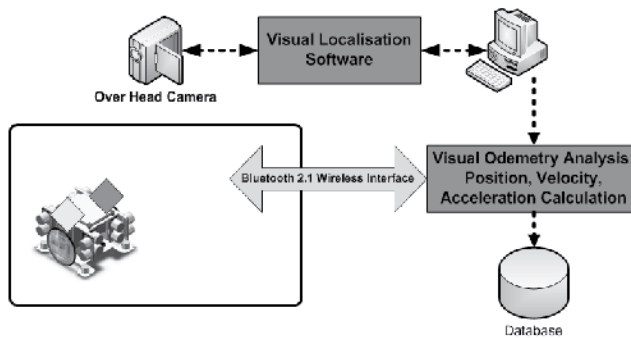 Visual Localisation
Software
Over Head Camera
Bluetooth 2.1 Wireless Interface
Visual Odemetry Analysis
Position, Velocity,
Acceleration Calculation
Database